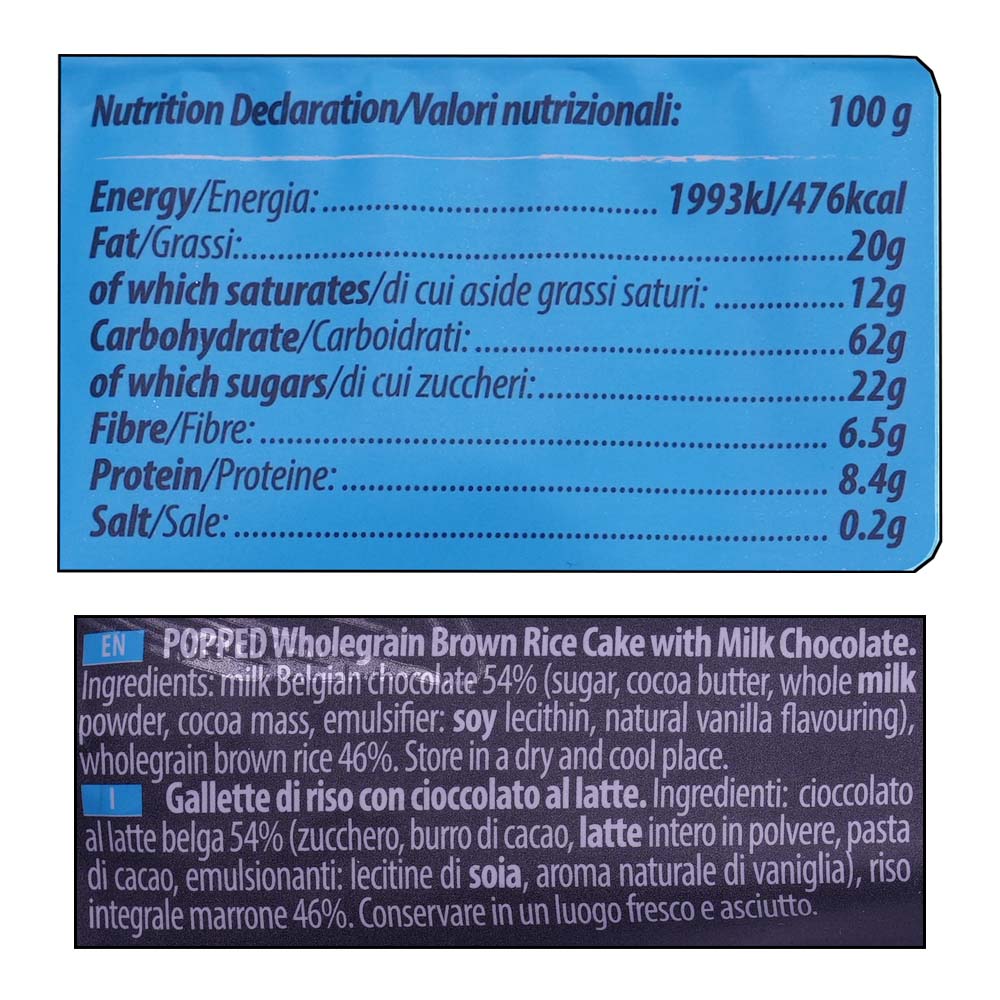 Nutrition Declaration/Valori nutrizionali: 100 g
Energy/Energia:........................................ 1993kJ/476kcal
Fat/Grassi:........................................................................20g
of which saturates/di cui aside grassi saturi: ...............12g
Carbohydrate/Carboidrati: ............................................62g
of which sugars/di cui zuccheri:....................................22g
Fibre/Fibre: .................................................................... 6.5g
Protein/Proteine: .......................................................... 8.4g
Salt/Sale: ....................................................................... 0.2g
EN POPPED Wholegrain Brown Rice Cake with Milk Chocolate.
Ingredients: milk Belgian chocolate 54% (sugar, cocoa butter, whole milk
powder, cocoa mass, emulsifier: soy lecithin, natural vanilla flavouring),
wholegrain brown rice 46%. Store in a dry and cool place.
I Gallette di riso con cioccolato al latte. Ingredienti: cioccolato
al latte belga 54% (zucchero, burro di cacao, latte intero in polvere, pasta
di cacao, emulsionanti: lecitine di soia, aroma naturale di vaniglia), riso
integrale marrone 46%. Conservare in un luogo fresco e asciutto.